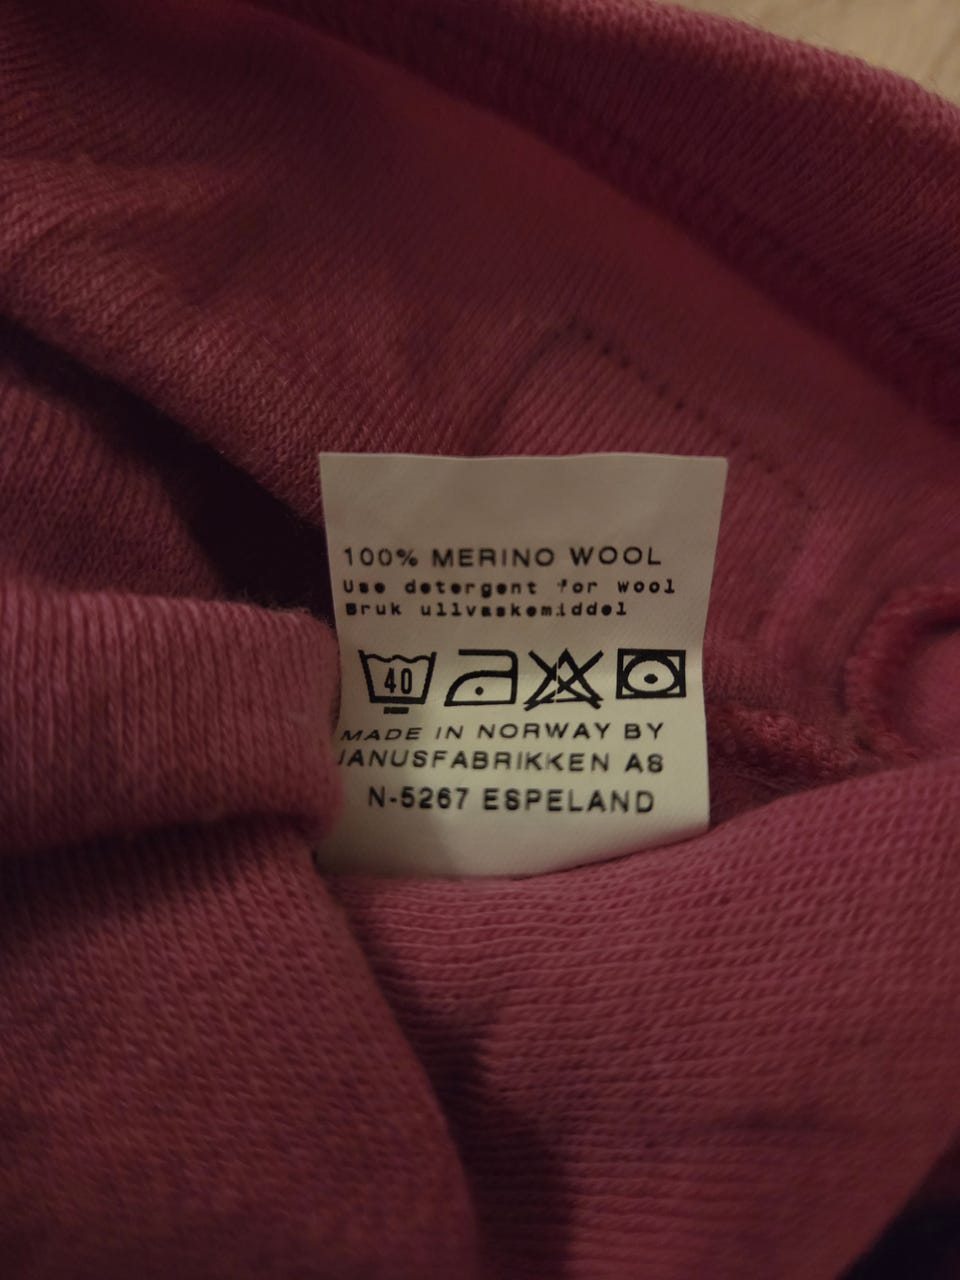 100% MERINO WOOL
Use detergent for wool
Bruk ullvaskemiddel
40
MADE IN NORWAY BY
JANUSFABRIKKEN AS
N-5267 ESPELAND